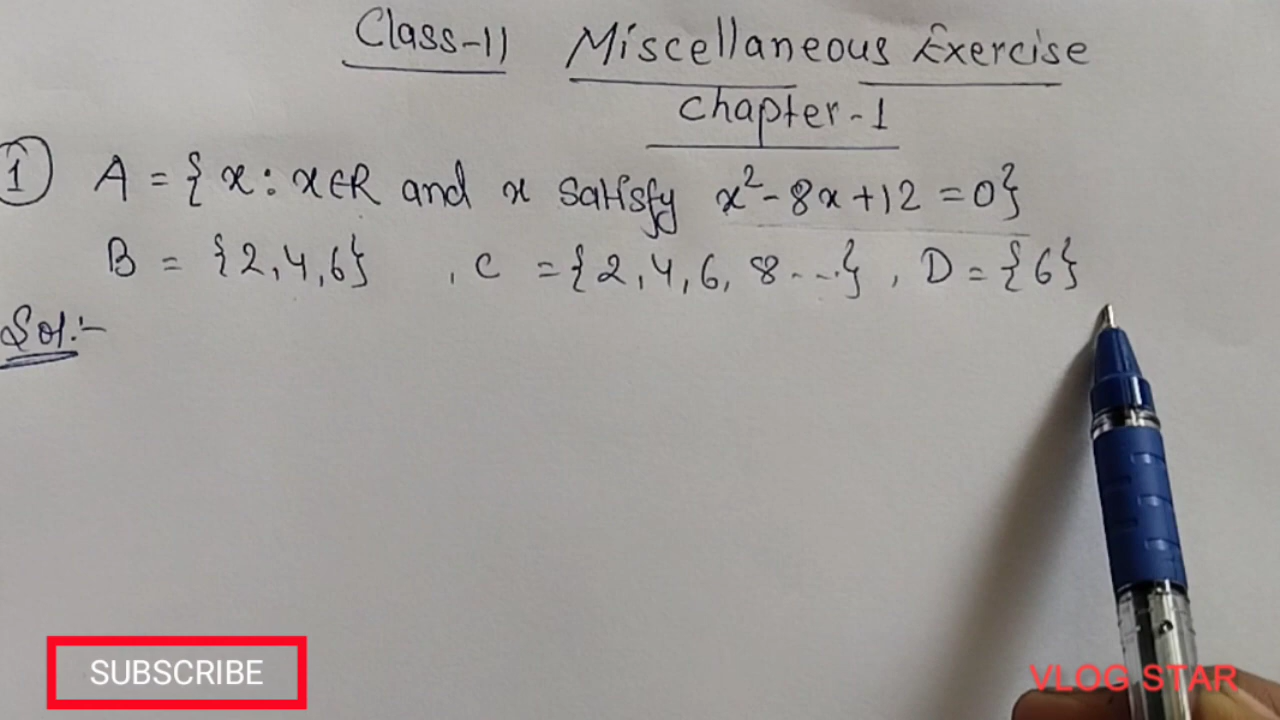 Class-11 Miscellaneous Exercise
Chapter-1
1 A = {x : x∈R and x satisfy x²-8x+12=0}
B = {2,4,6} , C = {2,4,6,8...}, D={6}
Sol:-
SUBSCRIBE
VLOG STAR